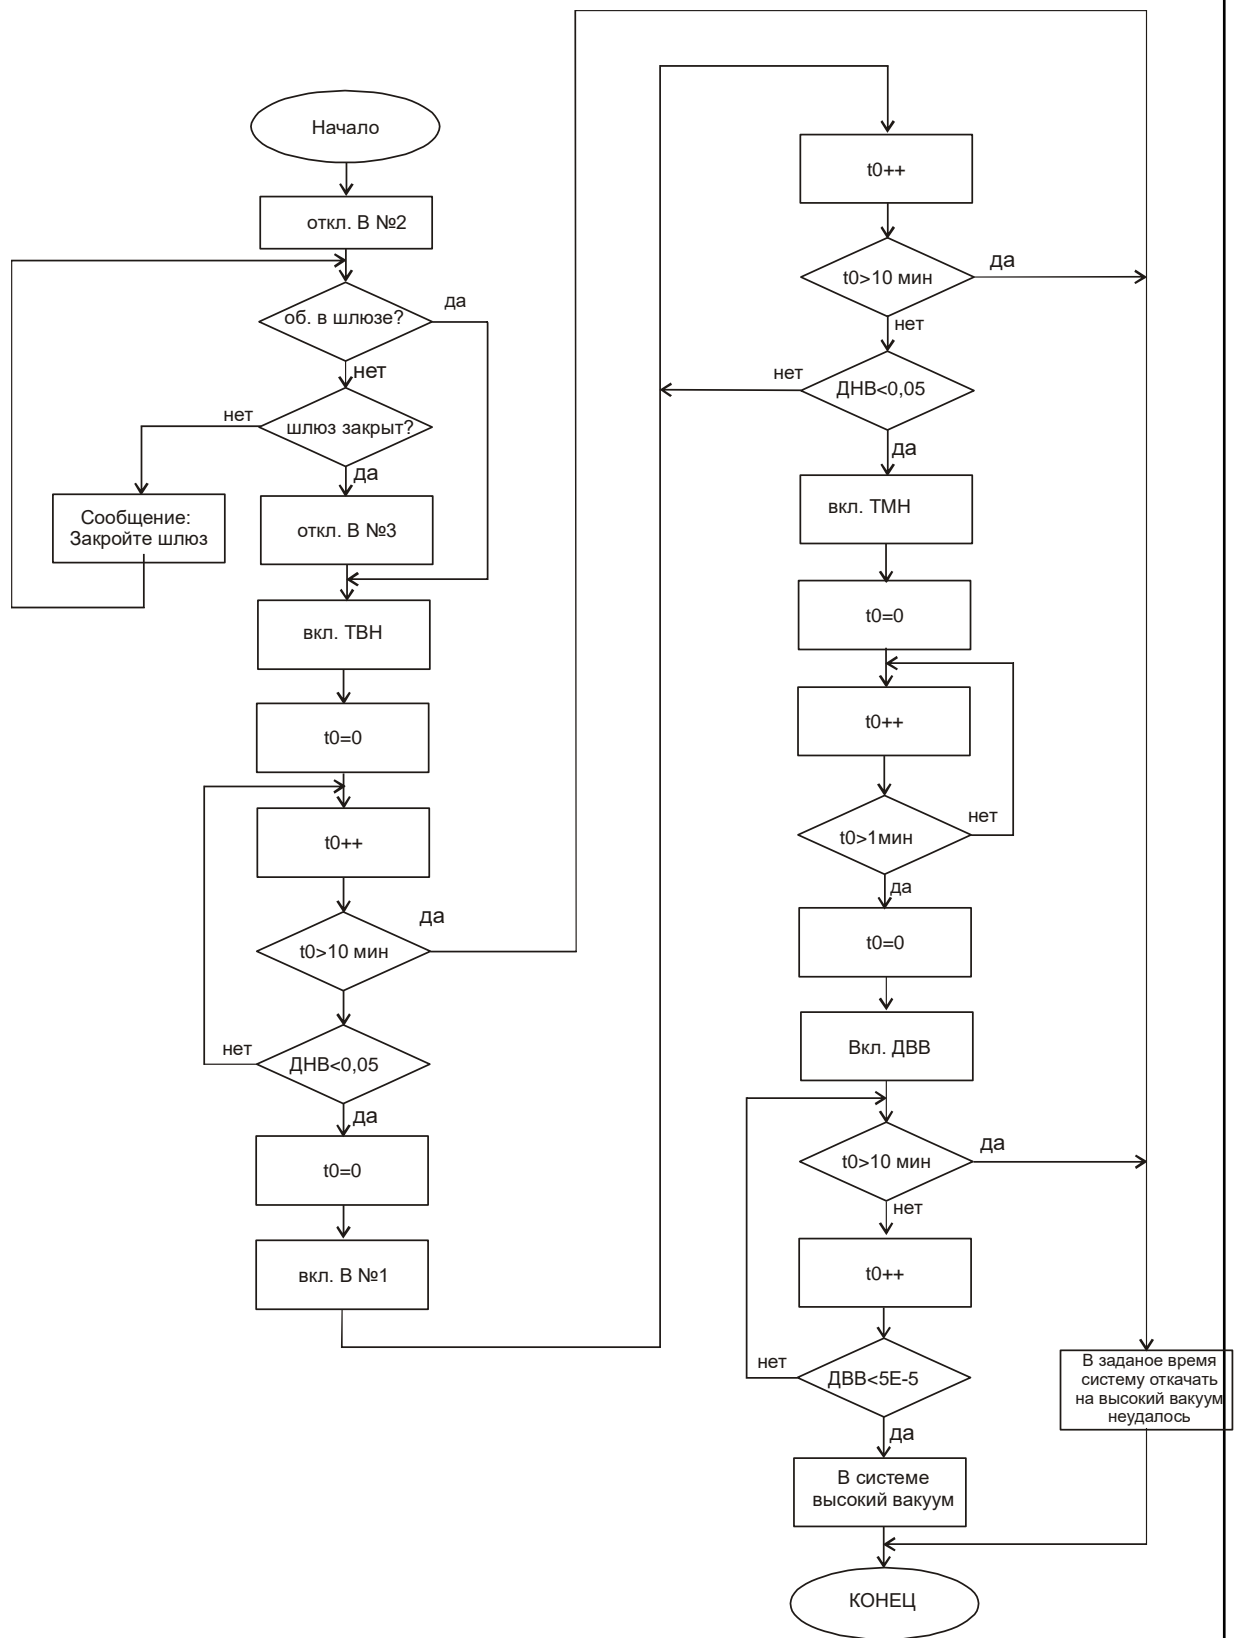 Начало
откл. В №2
об. в шлюзе?
да
нет
шлюз закрыт?
нет
да
Сообщение:
Закройте шлюз
откл. В №3
вкл. ТВН
t0=0
t0++
t0>10 мин
да
ДНВ<0,05
нет
да
t0=0
вкл. В №1
t0++
t0>10 мин
да
нет
ДНВ<0,05
нет
да
вкл. ТМН
t0=0
t0++
t0>1мин
нет
да
t0=0
Вкл. ДВВ
t0>10 мин
да
нет
t0++
ДВВ<5Е-5
нет
да
В системе
высокий вакуум
В заданое время
систему откачать
на высокий вакуум
неудалось
КОНЕЦ